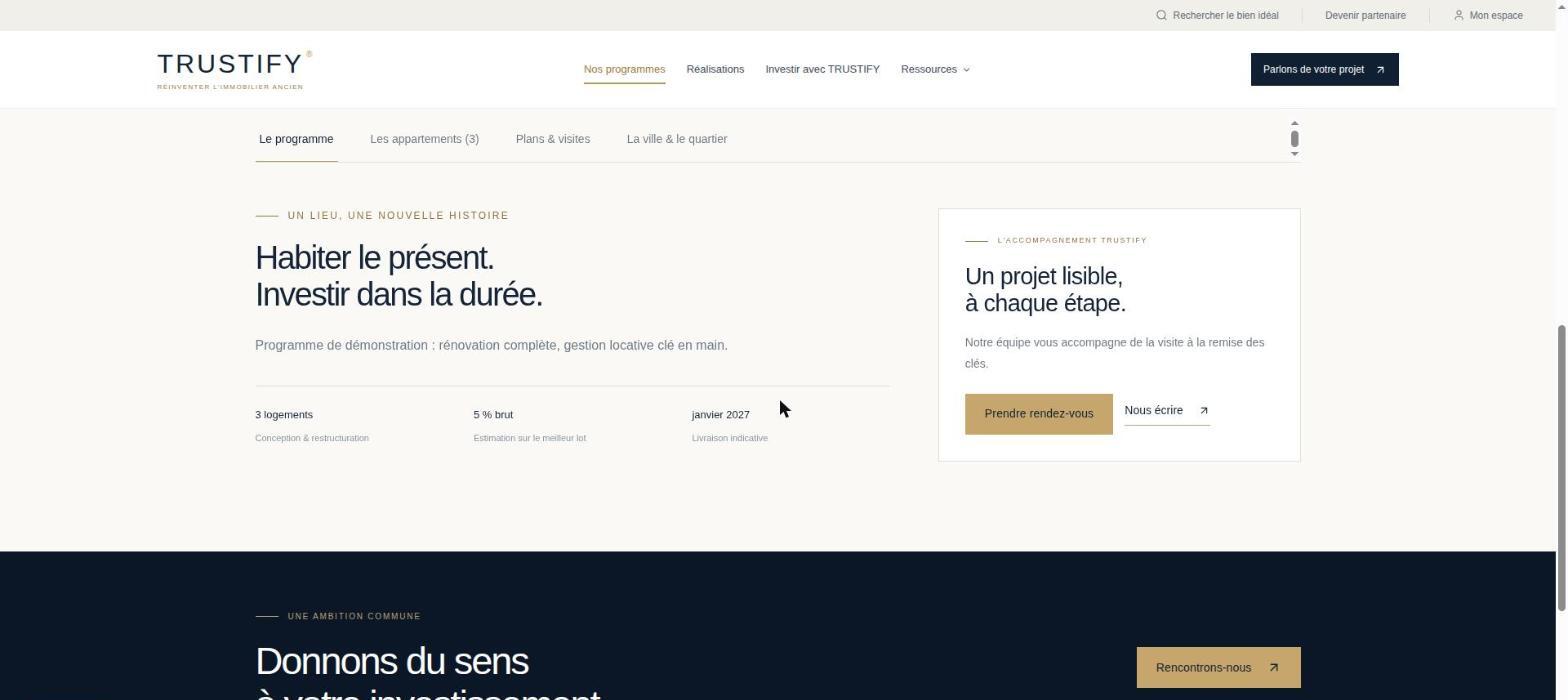 Rechercher le bien idéal
Devenir partenaire
Mon espace
TRUSTIFY®
RÉINVENTER L'IMMOBILIER ANCIEN
Nos programmes
Réalisations
Investir avec TRUSTIFY
Ressources
Parlons de votre projet
Le programme
Les appartements (3)
Plans & visites
La ville & le quartier
UN LIEU, UNE NOUVELLE HISTOIRE
Habiter le présent.
Investir dans la durée.
Programme de démonstration : rénovation complète, gestion locative clé en main.
3 logements
Conception & restructuration
5 % brut
Estimation sur le meilleur lot
janvier 2027
Livraison indicative
L'ACCOMPAGNEMENT TRUSTIFY
Un projet lisible,
à chaque étape.
Notre équipe vous accompagne de la visite à la remise des
clés.
Prendre rendez-vous
Nous écrire
UNE AMBITION COMMUNE
Donnons du sens
à votre investissement
Rencontrons-nous